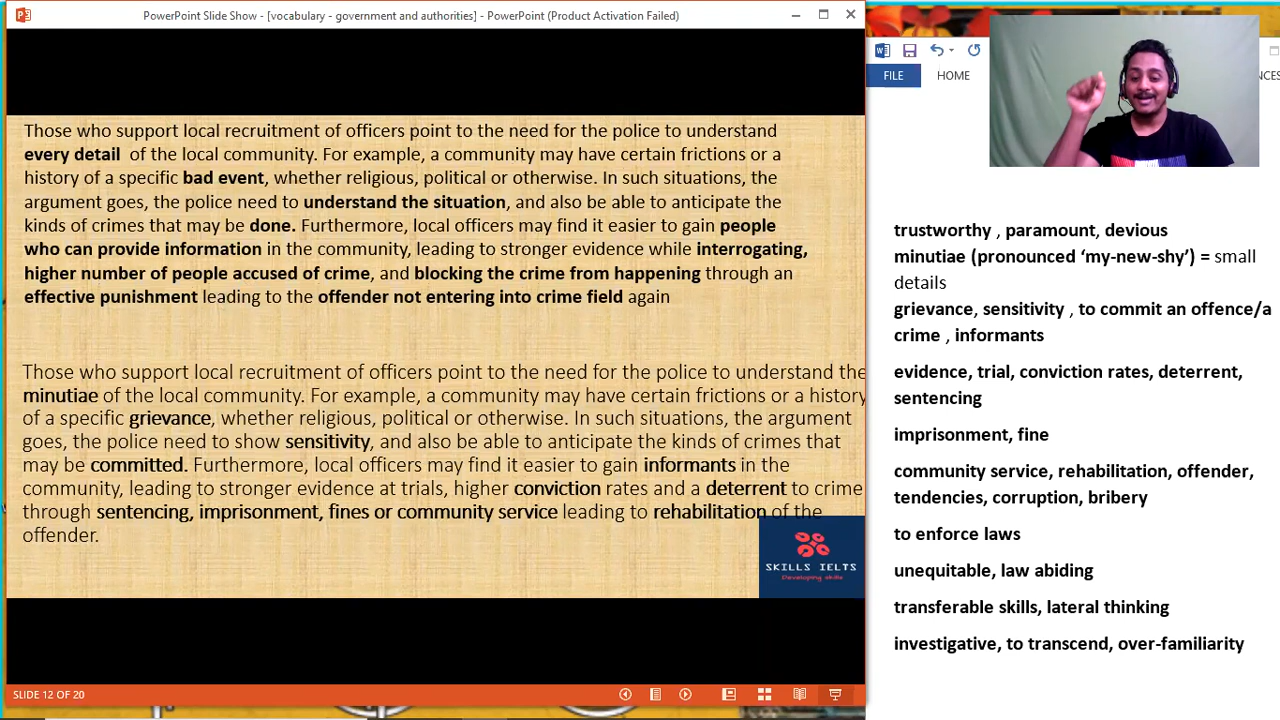 PowerPoint Slide Show - [vocabulary - government and authorities] - PowerPoint (Product Activation Failed)
FILE
HOME
Those who support local recruitment of officers point to the need for the police to understand
every detail of the local community. For example, a community may have certain frictions or a
history of a specific bad event, whether religious, political or otherwise. In such situations, the
argument goes, the police need to understand the situation, and also be able to anticipate the
kinds of crimes that may be done. Furthermore, local officers may find it easier to gain people
who can provide information in the community, leading to stronger evidence while interrogating,
higher number of people accused of crime, and blocking the crime from happening through an
effective punishment leading to the offender not entering into crime field again
Those who support local recruitment of officers point to the need for the police to understand the
minutiae of the local community. For example, a community may have certain frictions or a history
of a specific grievance, whether religious, political or otherwise. In such situations, the argument
goes, the police need to show sensitivity, and also be able to anticipate the kinds of crimes that
may be committed. Furthermore, local officers may find it easier to gain informants in the
community, leading to stronger evidence at trials, higher conviction rates and a deterrent to crime
through sentencing, imprisonment, fines or community service leading to rehabilitation of the
offender.
SKILLS IELTS
Developing skills
SLIDE 12 OF 20
trustworthy , paramount, devious
minutiae (pronounced ‘my-new-shy’) = small
details
grievance, sensitivity , to commit an offence/a
crime , informants
evidence, trial, conviction rates, deterrent,
sentencing
imprisonment, fine
community service, rehabilitation, offender,
tendencies, corruption, bribery
to enforce laws
unequitable, law abiding
transferable skills, lateral thinking
investigative, to transcend, over-familiarity